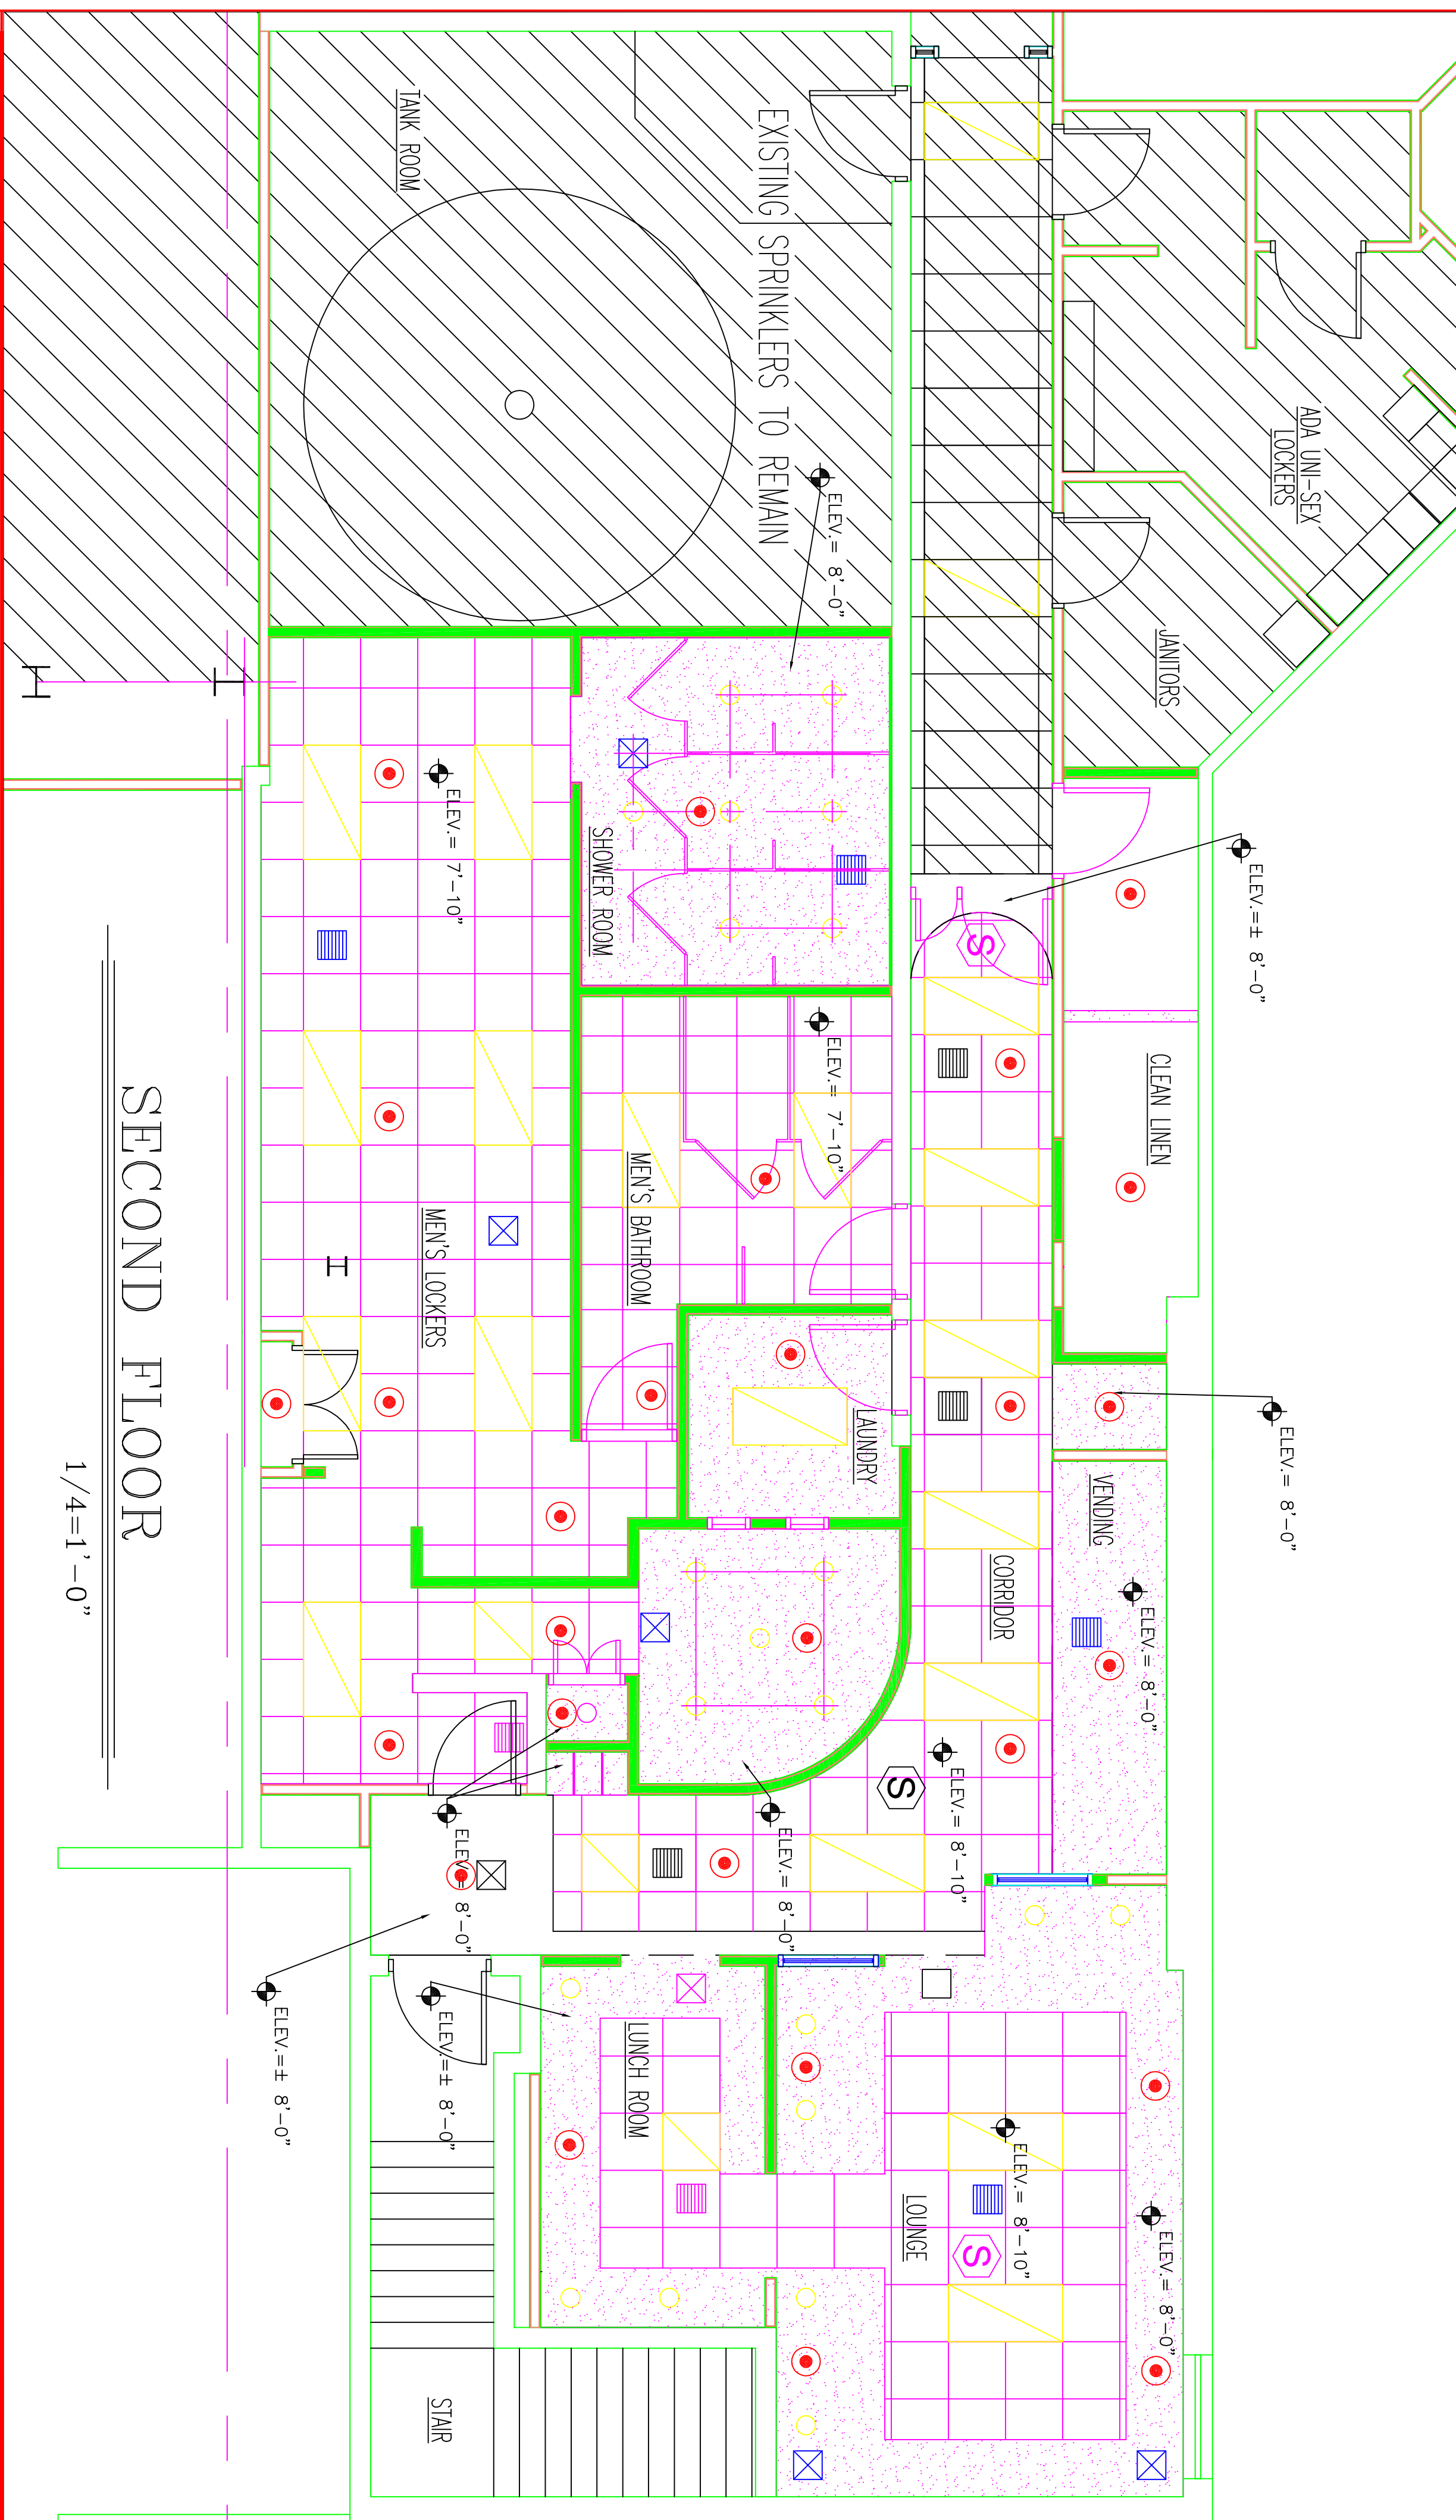 TANK ROOM
EXISTING SPRINKLERS TO REMAIN
ELEV.= 8'-0"
ADA UNI-SEX
LOCKERS
JANITORS
ELEV.=± 8'-0"
CLEAN LINEN
ELEV.= 8'-0"
VENDING
ELEV.= 8'-0"
ELEV.= 7'-10"
SHOWER ROOM
ELEV.= 7'-10"
MEN'S BATHROOM
MEN'S LOCKERS
LAUNDRY
CORRIDOR
S
ELEV.= 8'-10"
S
ELEV.= 8'-0"
ELEV.= 8'-0"
ELEV.=± 8'-0"
ELEV.=± 8'-0"
LUNCH ROOM
LOUNGE
ELEV.= 8'-10"
S
ELEV.= 8'-0"
STAIR
SECOND FLOOR
1/4=1'-0"